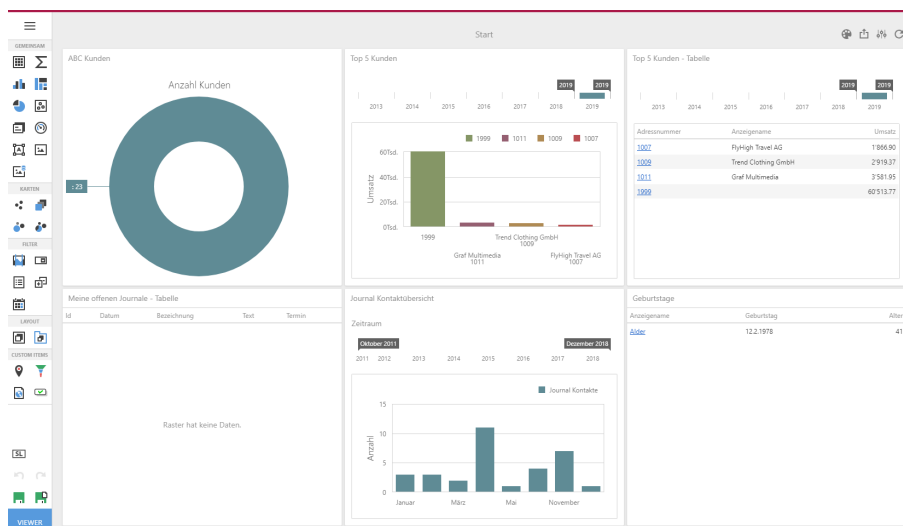 Start
GEMEINSAM
KARTEN
FILTER
LAYOUT
CUSTOM ITEMS
SL
VIEWER
ABC Kunden
Anzahl Kunden
: 23
Top 5 Kunden
2019 2019
2013 2014 2015 2016 2017 2018 2019
1999 1011 1009 1007
Umsatz
60Tsd.
40Tsd.
20Tsd.
0Tsd.
1999 Trend Clothing GmbH
1009
Graf Multimedia FlyHigh Travel AG
1011 1007
Top 5 Kunden - Tabelle
2019 2019
2013 2014 2015 2016 2017 2018 2019
Adressnummer Anzeigename Umsatz
1007 FlyHigh Travel AG 1'866.90
1009 Trend Clothing GmbH 2'919.37
1011 Graf Multimedia 3'581.95
1999 60'513.77
Meine offenen Journale - Tabelle
Id Datum Bezeichnung Text Termin
Raster hat keine Daten.
Journal Kontaktübersicht
Zeitraum
Oktober 2011 Dezember 2018
2011 2012 2013 2014 2015 2016 2017 2018
Journal Kontakte
Anzahl
15
10
5
0
Januar März Mai November
Geburtstage
Anzeigename Geburtstag Alter
Alder 12.2.1978 41